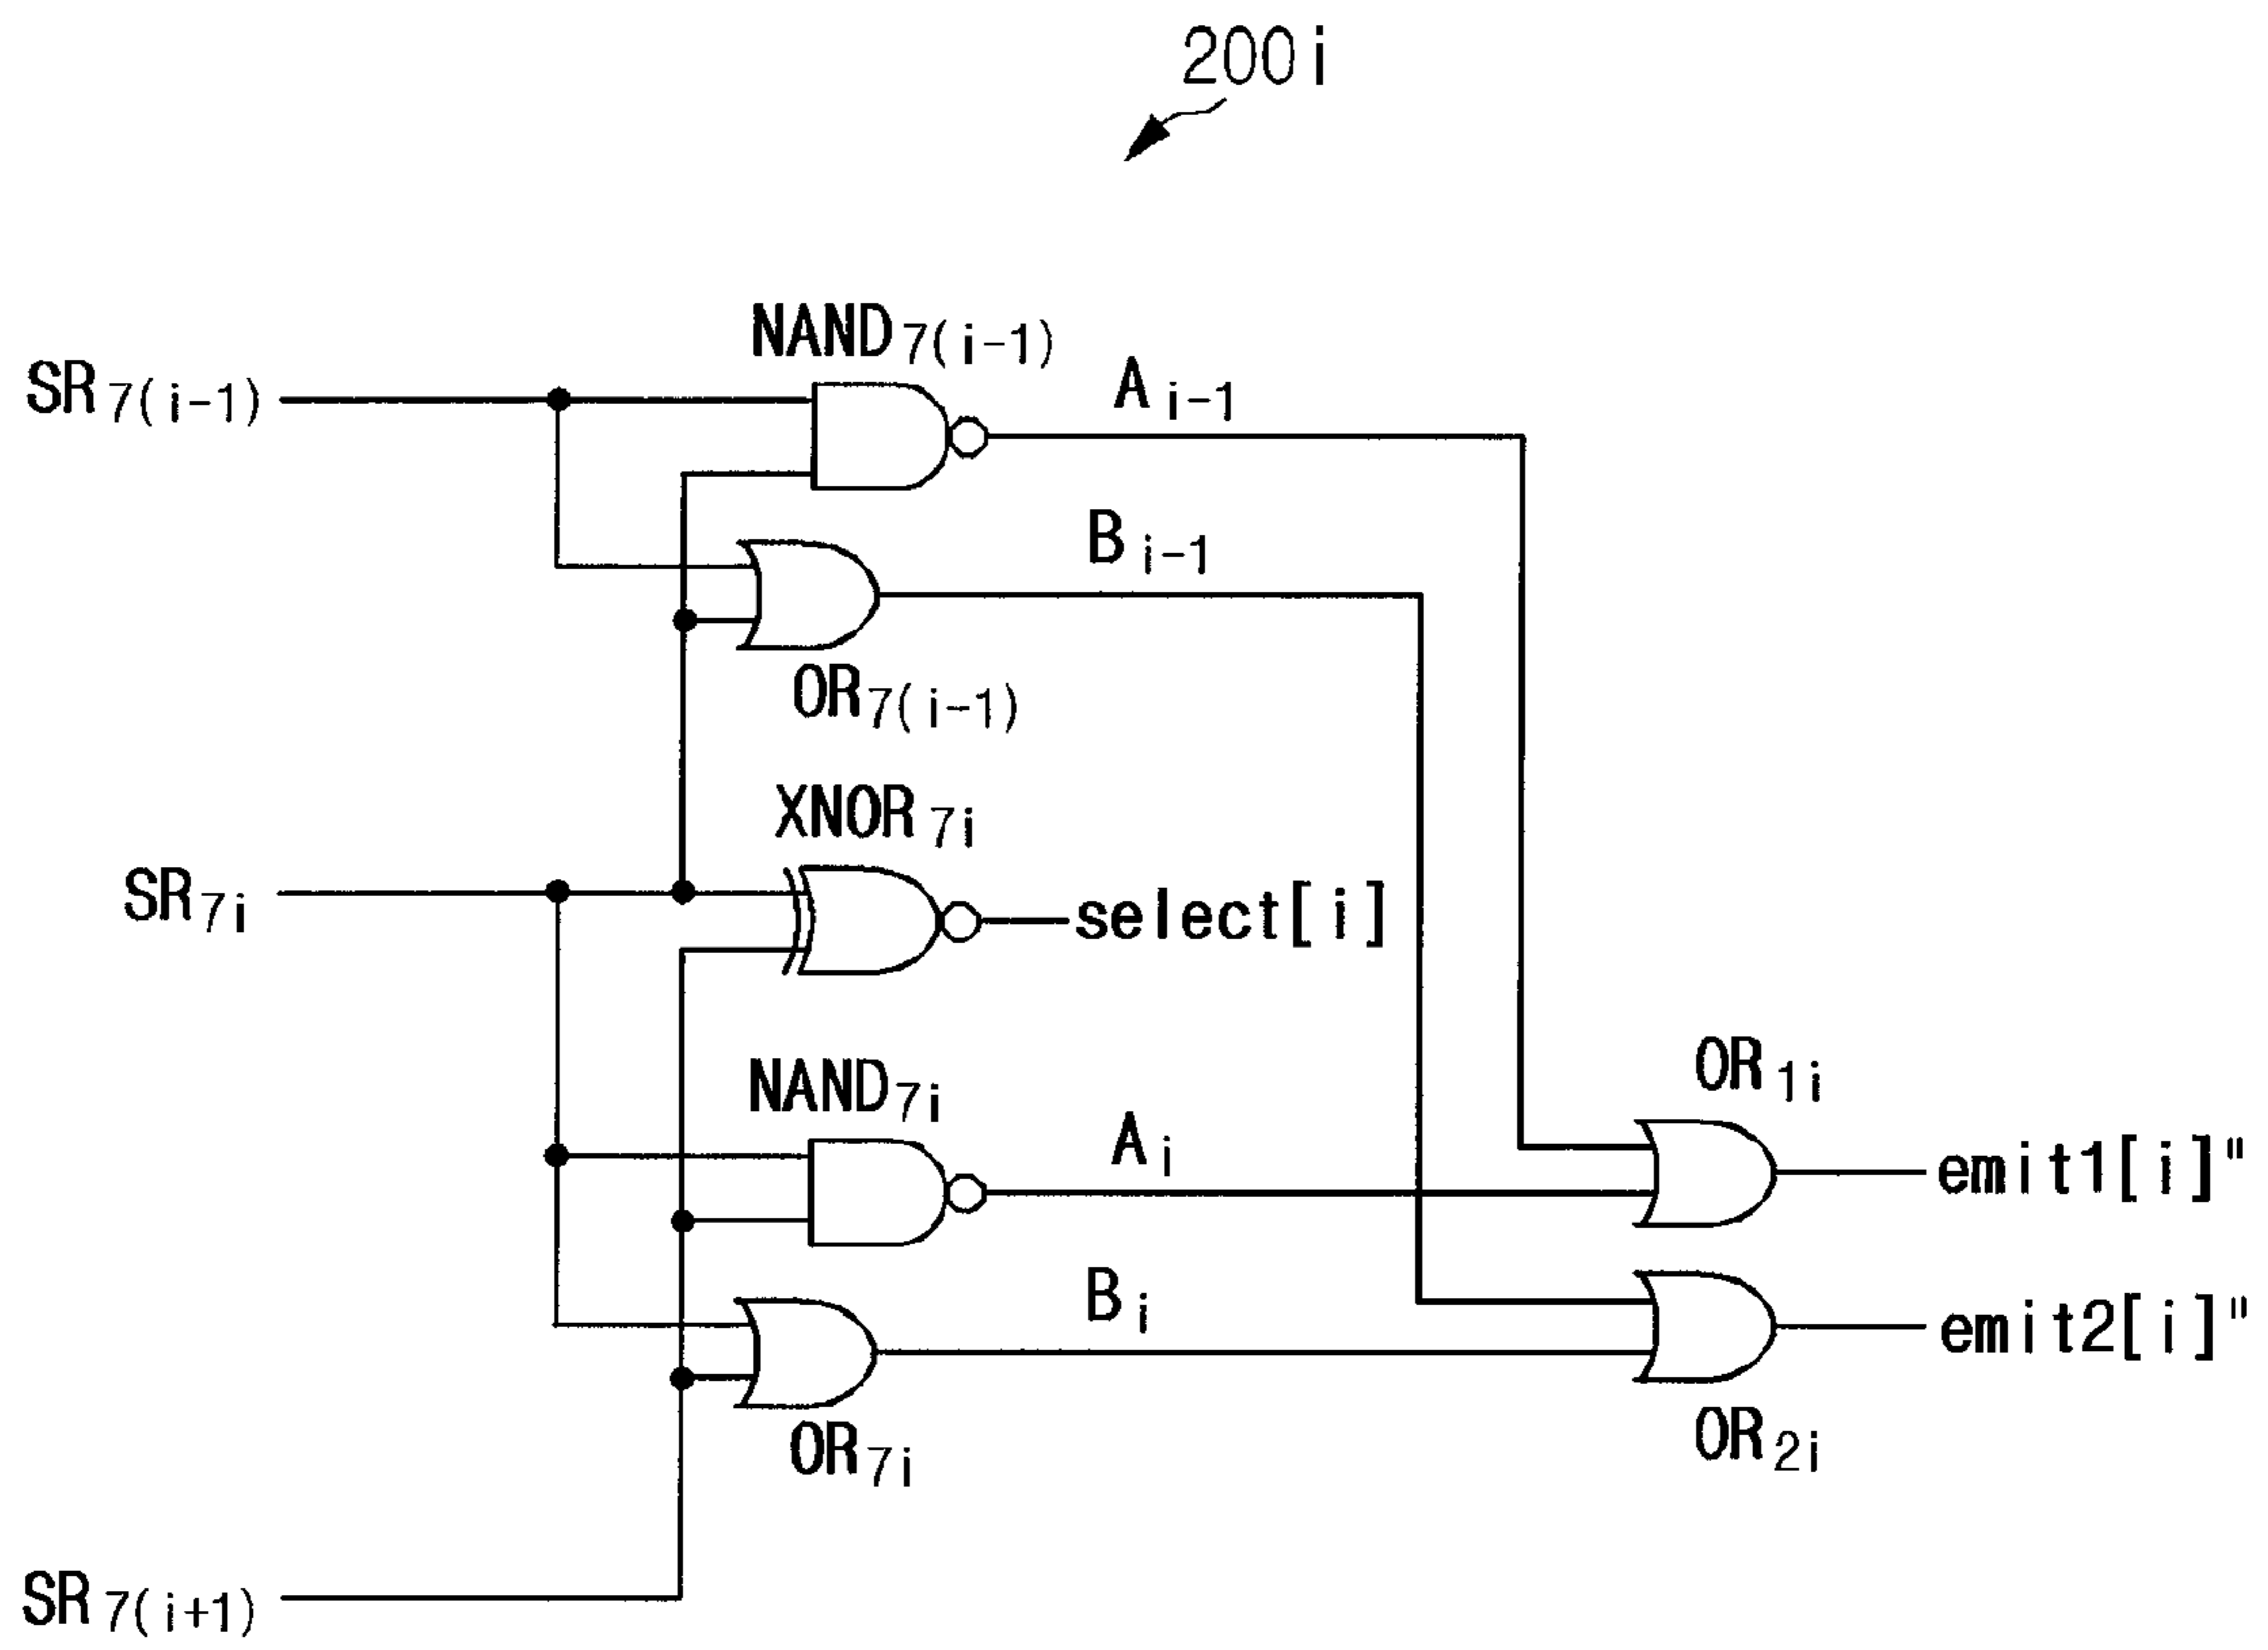 200i
NAND7(i-1)
SR7(i-1)
Ai-1
Bi-1
OR7(i-1)
XNOR7i
SR7i
select[i]
NAND7i
Ai
OR1i
emit1[i]"
Bi
emit2[i]"
OR7i
OR2i
SR7(i+1)